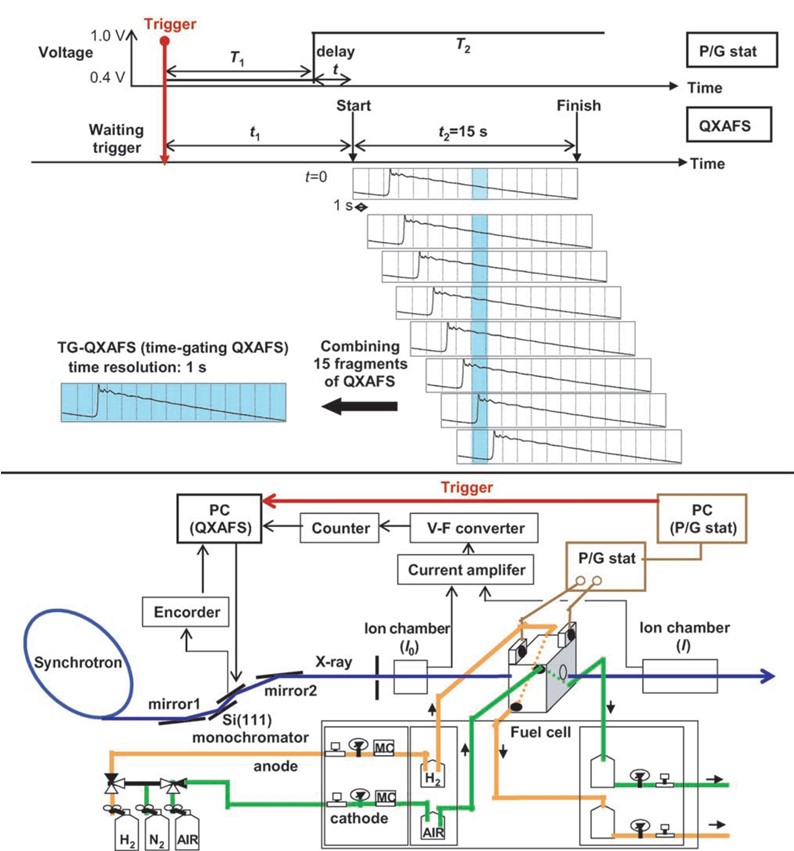 Trigger
1.0 V
Voltage
0.4 V
T1
delay
t
T2
P/G stat
Time
Start
Finish
QXAFS
Waiting
trigger
t1
t2=15 s
Time
t=0
1 s
TG-QXAFS (time-gating QXAFS)
time resolution: 1 s
Combining
15 fragments
of QXAFS
Trigger
PC
(QXAFS)
Counter
V-F converter
PC
(P/G stat)
Current amplifer
P/G stat
Encorder
Ion chamber
(I0)
Ion chamber
(I)
Synchrotron
X-ray
mirror1
mirror2
Si(111)
monochromator
Fuel cell
anode
MC
H2
cathode
MC
AIR
H2
N2
AIR